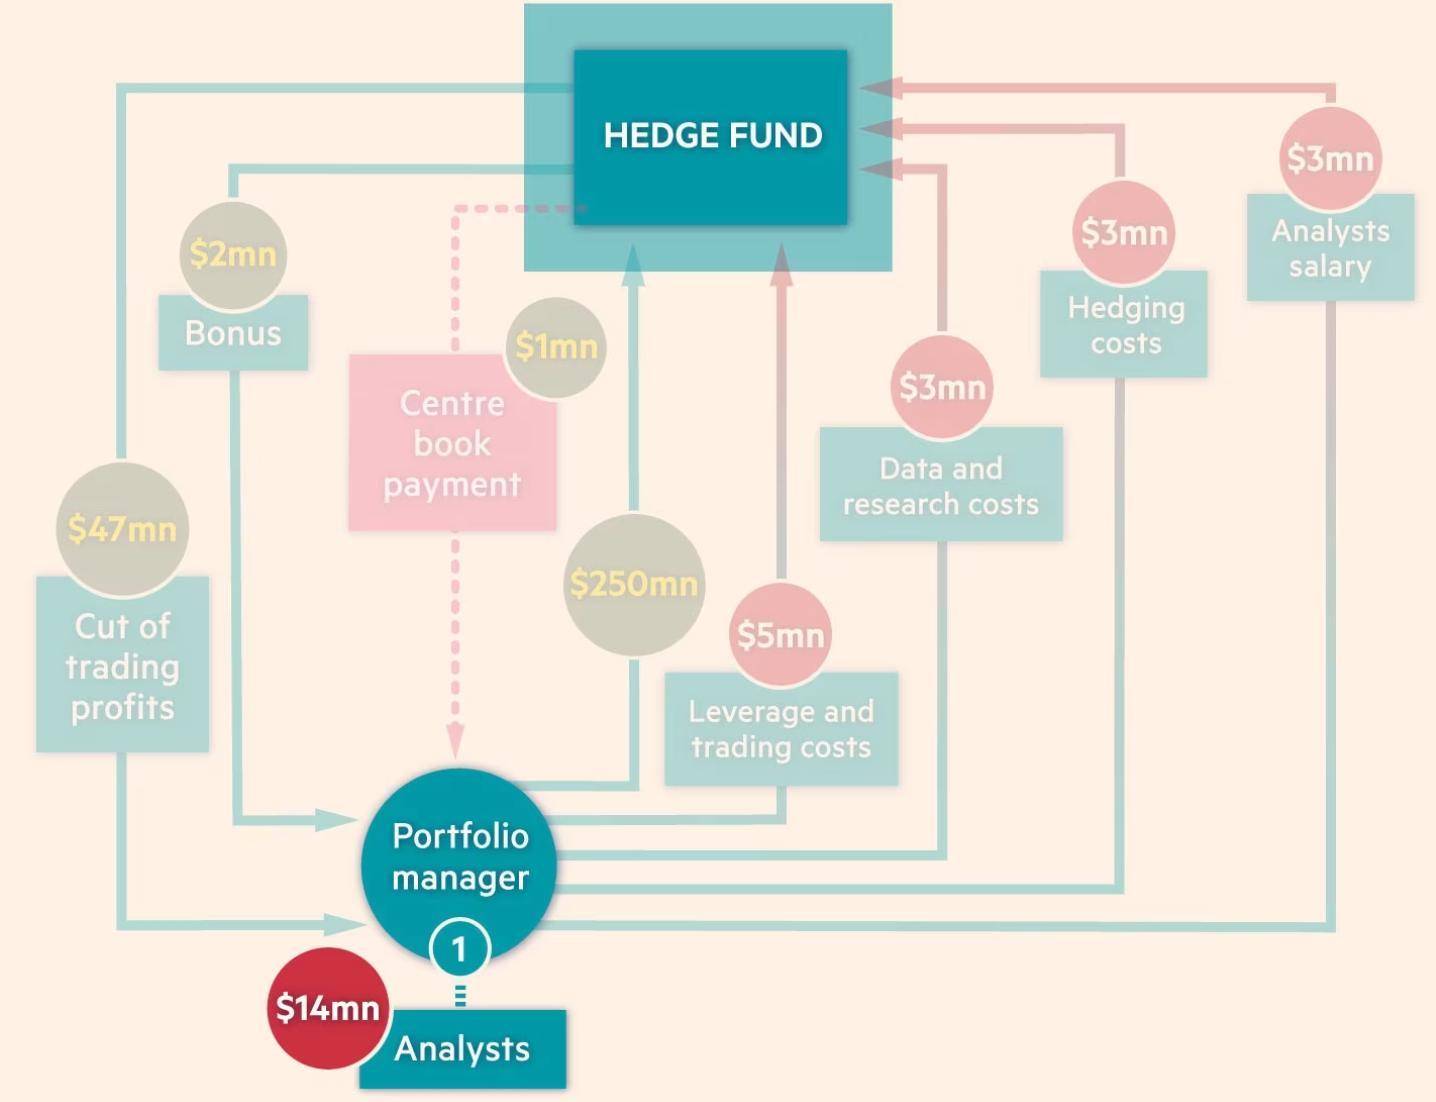 HEDGE FUND
$3mn
Analysts
salary
$3mn
Hedging
costs
$2mn
Bonus
$1mn
Centre
book
payment
$3mn
Data and
research costs
$47mn
Cut of
trading
profits
$250mn
$5mn
Leverage and
trading costs
Portfolio
manager
1
$14mn
Analysts